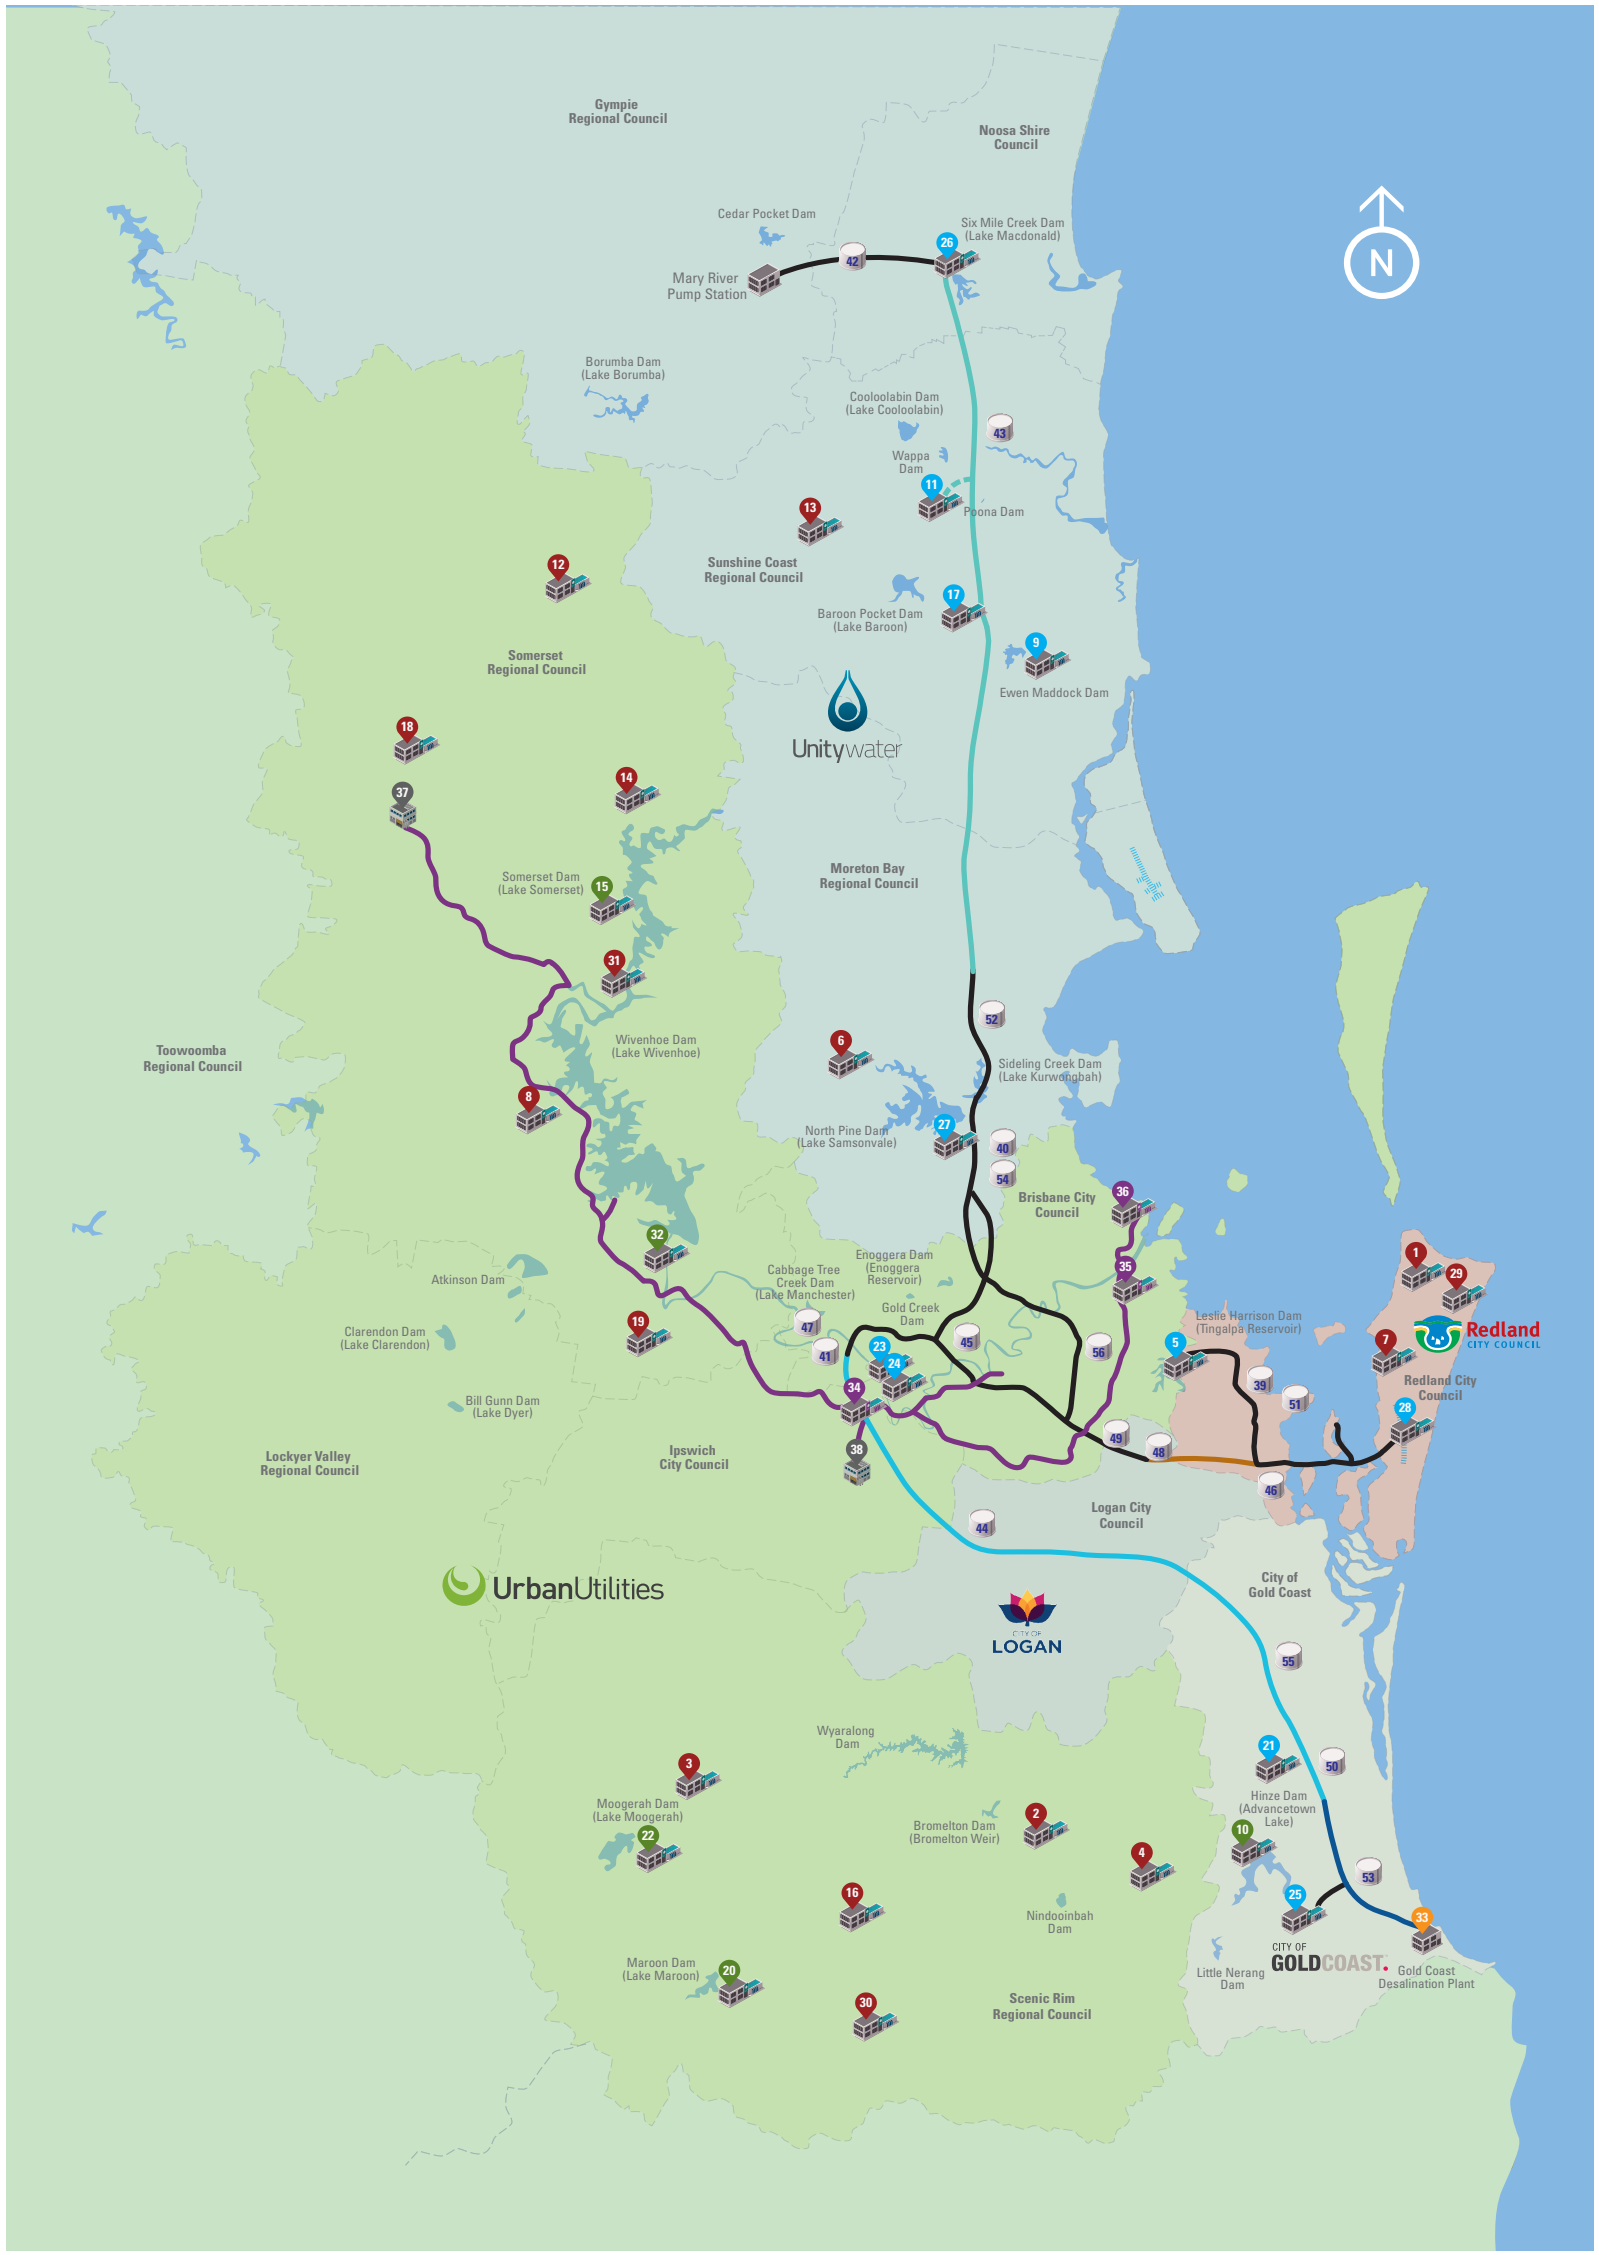 Gympie
Regional Council
Noosa Shire
Council
Cedar Pocket Dam
Six Mile Creek Dam
(Lake Macdonald)
26
42
N
Mary River
Pump Station
Borumba Dam
(Lake Borumba)
Cooloolabin Dam
(Lake Cooloolabin)
43
Wappa
Dam
11
Poona Dam
13
Sunshine Coast
Regional Council
12
17
Baroon Pocket Dam
(Lake Baroon)
9
Ewen Maddock Dam
Somerset
Regional Council
Unitywater
18
37
14
Moreton Bay
Regional Council
Somerset Dam
(Lake Somerset)
15
31
52
Wivenhoe Dam
(Lake Wivenhoe)
6
Toowoomba
Regional Council
Sideling Creek Dam
(Lake Kurwongbah)
8
North Pine Dam
(Lake Samsonvale)
27
40
54
Brisbane City
Council
36
32
Enoggera Dam
(Enoggera
Reservoir)
Cabbage Tree
Creek Dam
(Lake Manchester)
35
1
29
Atkinson Dam
Gold Creek
Dam
Leslie Harrison Dam
(Tingalpa Reservoir)
Clarendon Dam
(Lake Clarendon)
19
47
41
45
56
5
Redland
CITY COUNCIL
7
23
24
34
39
51
Redland City
Council
28
Bill Gunn Dam
(Lake Dyer)
Lockyer Valley
Regional Council
Ipswich
City Council
38
49
48
46
Logan City
Council
44
UrbanUtilities
City of
Gold Coast
CITY OF
LOGAN
55
Wyaralong
Dam
3
21
50
Moogerah Dam
(Lake Moogerah)
22
Hinze Dam
(Advancetown
Lake)
Bromelton Dam
(Bromelton Weir)
2
10
4
53
16
25
Nindooinbah
Dam
33
CITY OF
GOLDCOAST.
Maroon Dam
(Lake Maroon)
20
Little Nerang
Dam
Gold Coast
Desalination Plant
30
Scenic Rim
Regional Council